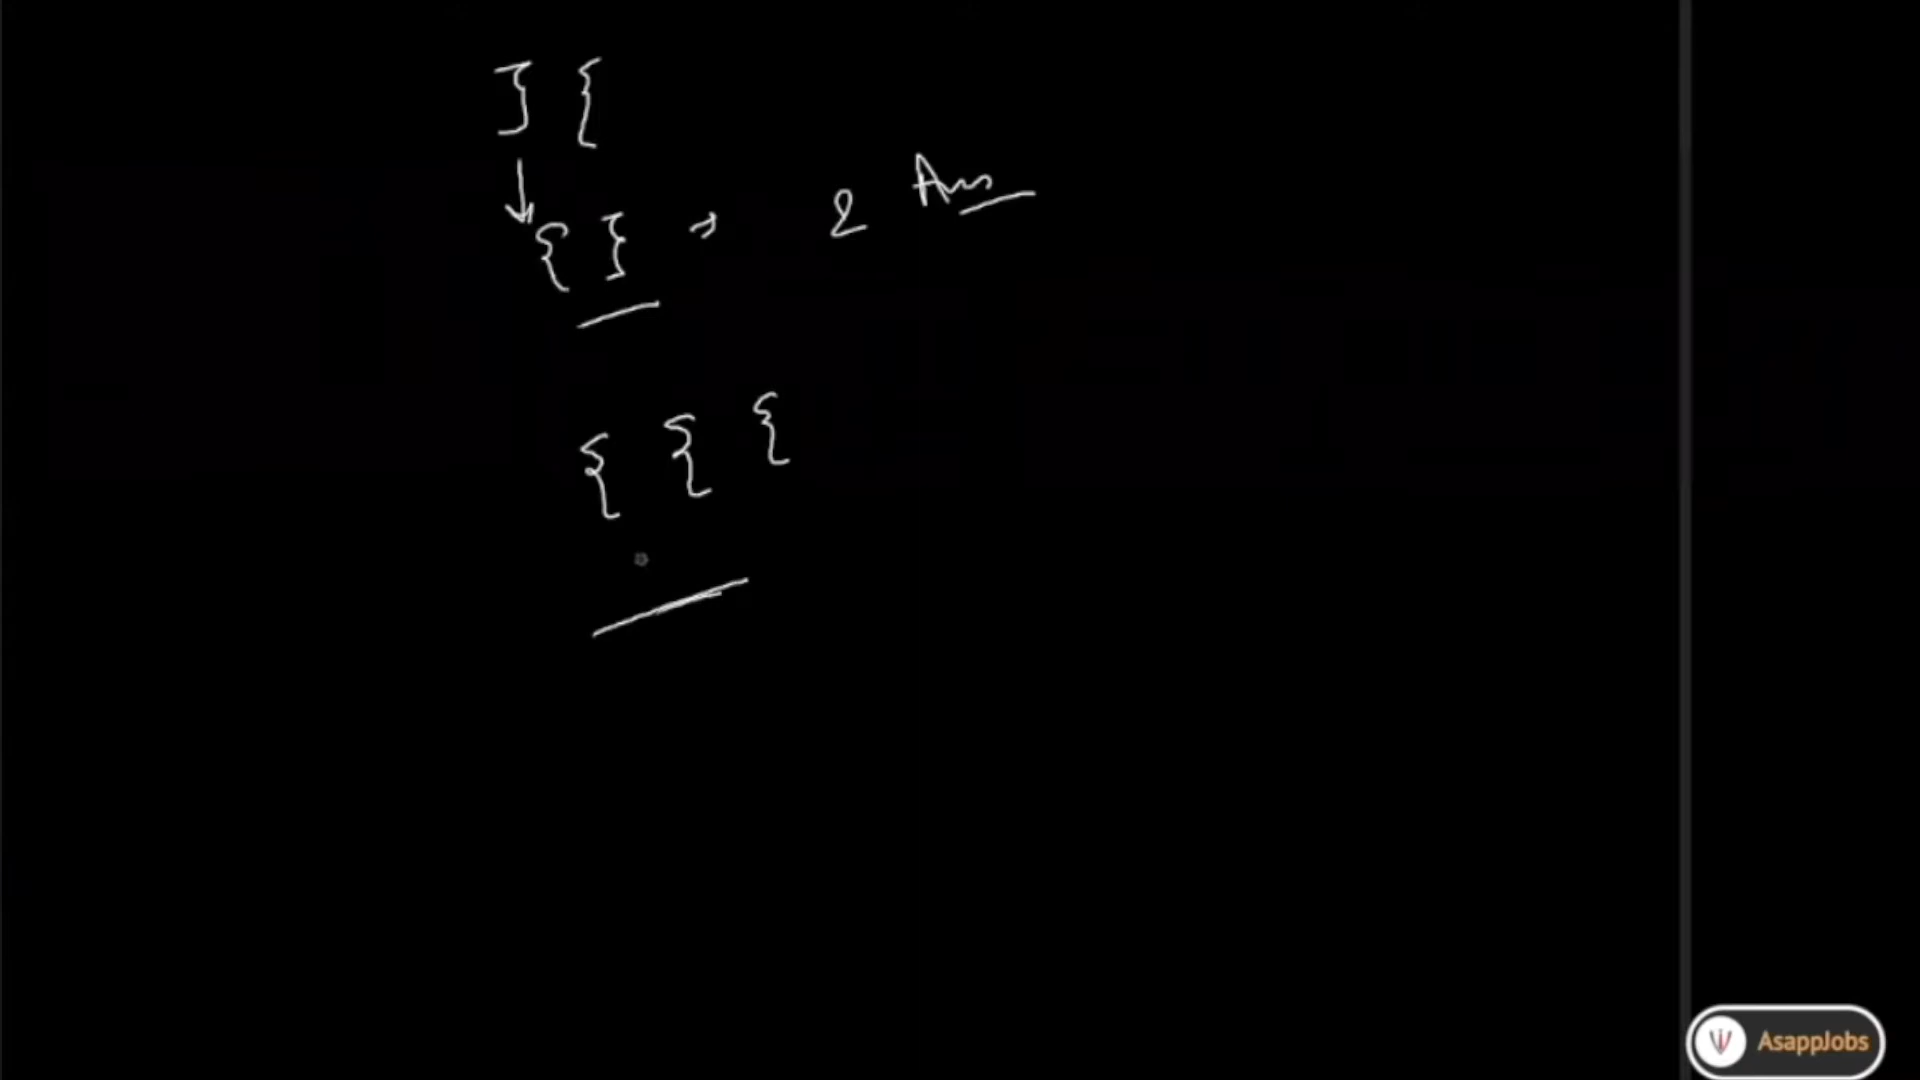 } {
↓
{ } → 2 Ans
{ { {
AsappJobs